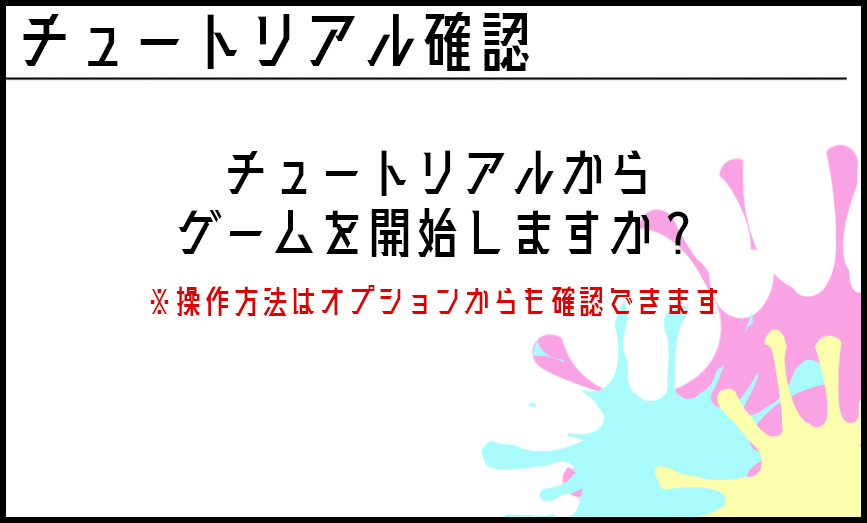 チュートリアル確認
チュートリアルから
ゲームを開始しますか？
※操作方法はオプションからも確認できます